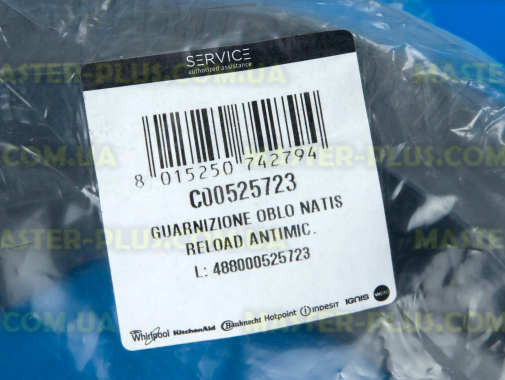 SERVICE
authorized assistance
8 015250 742794
C00525723
GUARNIZIONE OBLO NATIS
RELOAD ANTIMIC.
L: 488000525723
Whirlpool KitchenAid Bauknecht Hotpoint indesit IGNIS
MASTER-PLUS.COM.UA